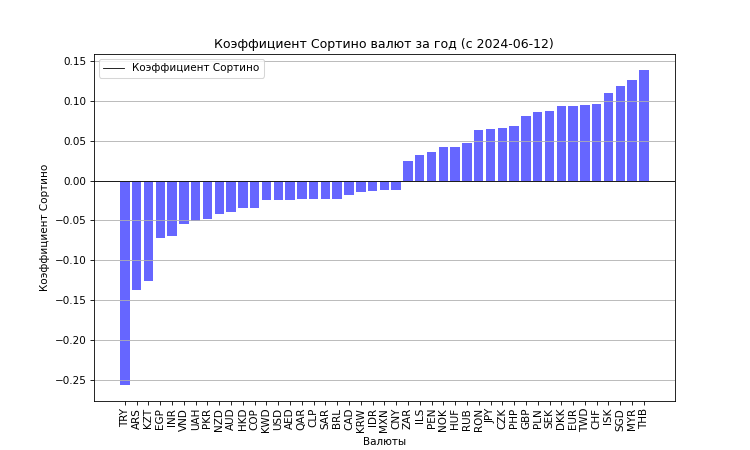 Коэффициент Сортино валют за год (с 2024-06-12)
Коэффициент Сортино
0.15
0.10
0.05
0.00
−0.05
−0.10
−0.15
−0.20
−0.25
Коэффициент Сортино
TRY
ARS
KZT
EGP
INR
VND
UAH
PKR
NZD
AUD
HKD
COP
KWD
USD
AED
QAR
CLP
SAR
BRL
CAD
KRW
IDR
MXN
CNY
ZAR
ILS
PEN
NOK
HUF
RUB
RON
JPY
CZK
PHP
GBP
PLN
SEK
DKK
EUR
TWD
CHF
ISK
SGD
MYR
THB
Валюты